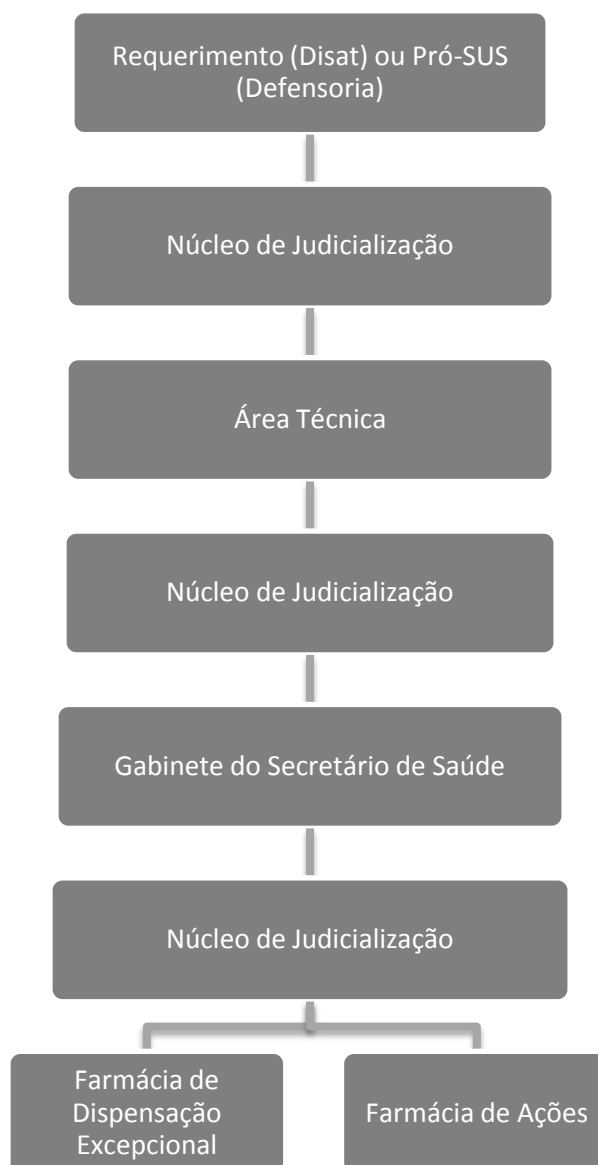 Requerimento (Disat) ou Pró-SUS
(Defensoria)
Núcleo de Judicialização
Área Técnica
Núcleo de Judicialização
Gabinete do Secretário de Saúde
Núcleo de Judicialização
Farmácia de
Dispensação
Excepcional
Farmácia de Ações